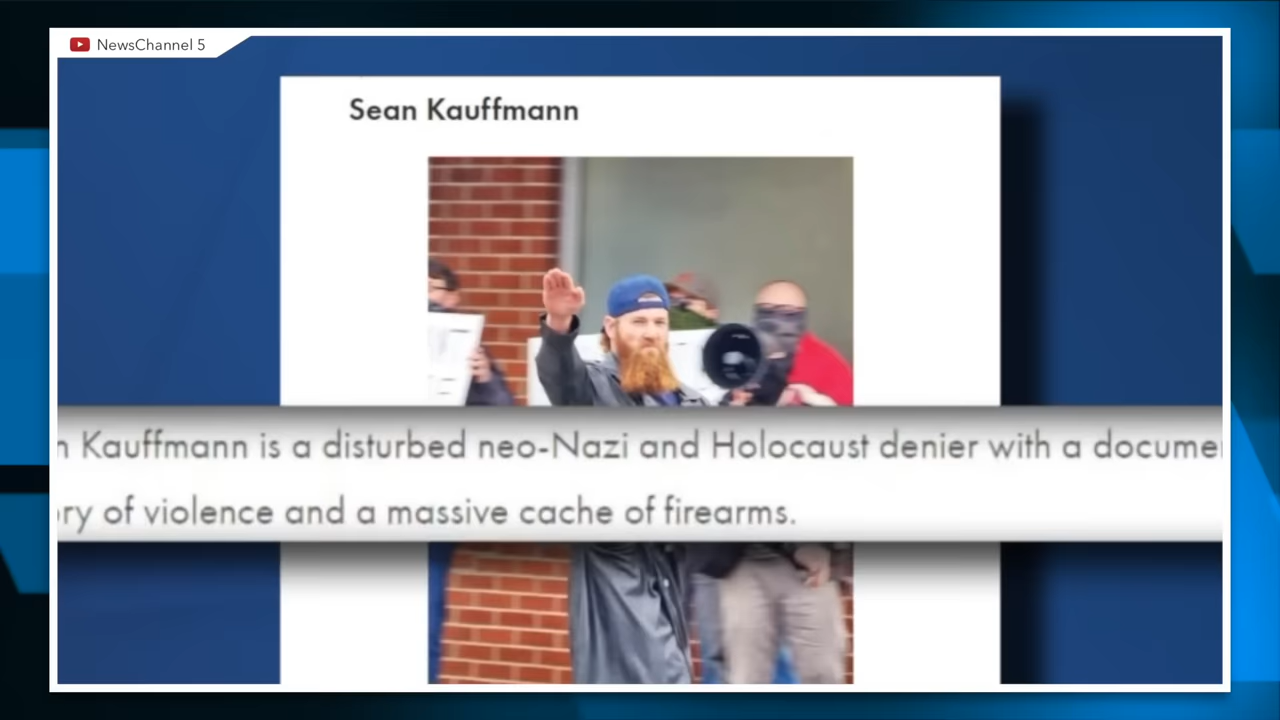 NewsChannel 5
Sean Kauffmann
Kauffmann is a disturbed neo-Nazi and Holocaust denier with a
of violence and a massive cache of firearms.